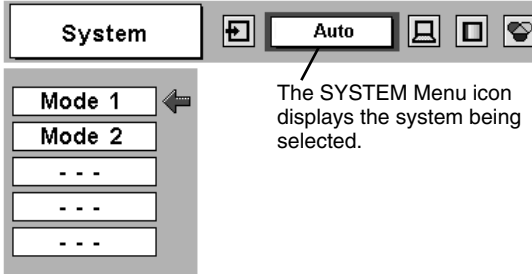 System
Auto
The SYSTEM Menu icon
displays the system being
selected.
Mode 1
Mode 2
- - -
- - -
- - -